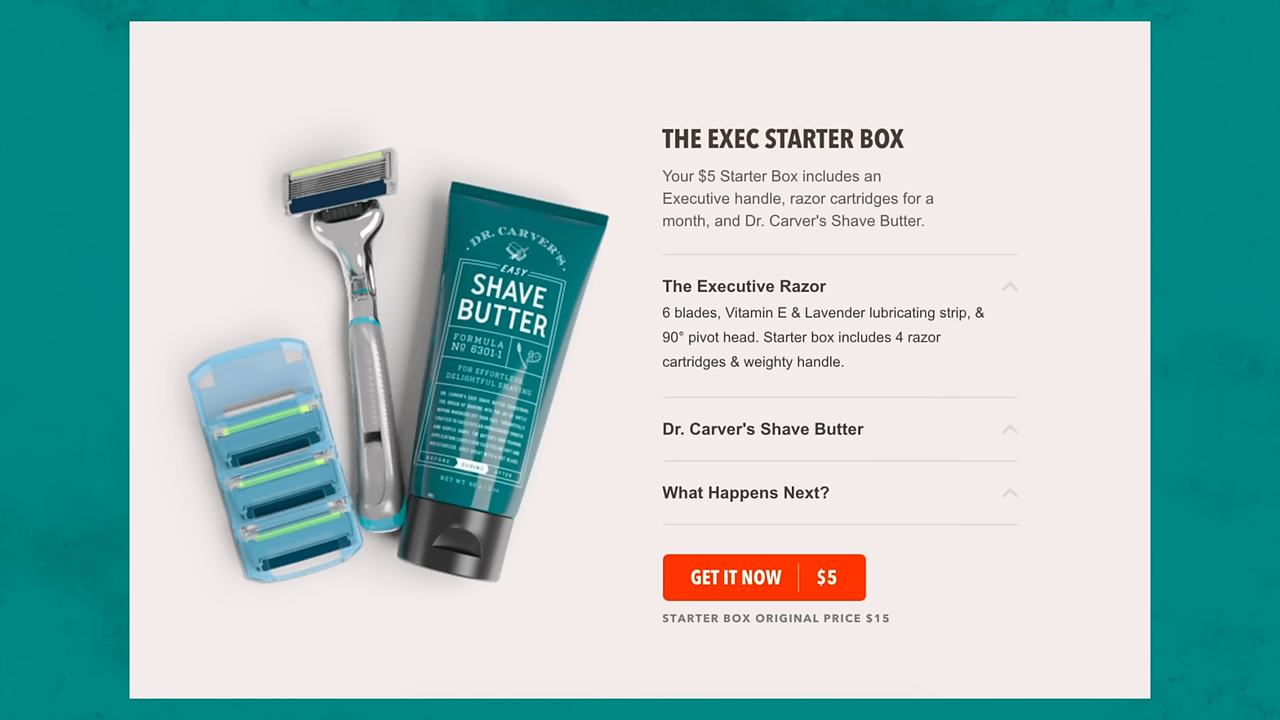 THE EXEC STARTER BOX
Your $5 Starter Box includes an
Executive handle, razor cartridges for a
month, and Dr. Carver's Shave Butter.
The Executive Razor
6 blades, Vitamin E & Lavender lubricating strip, &
90° pivot head. Starter box includes 4 razor
cartridges & weighty handle.
Dr. Carver's Shave Butter
What Happens Next?
GET IT NOW $5
STARTER BOX ORIGINAL PRICE $15
DR. CARVER'S
EASY
SHAVE
BUTTER
FORMULA
Nº 6301-1
FOR EFFORTLESS
DELIGHTFUL SHAVING
BEFORE DURING AFTER
NET WT